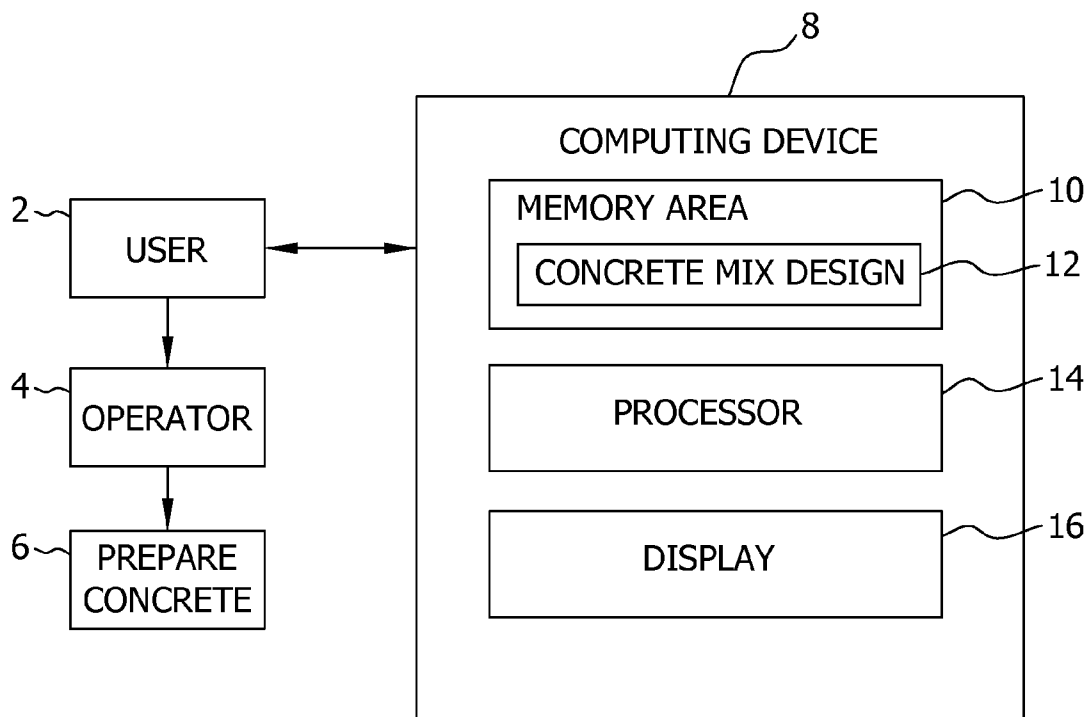 8
COMPUTING DEVICE
2
USER
MEMORY AREA
10
CONCRETE MIX DESIGN
12
4
OPERATOR
PROCESSOR
14
6
PREPARE
CONCRETE
DISPLAY
16